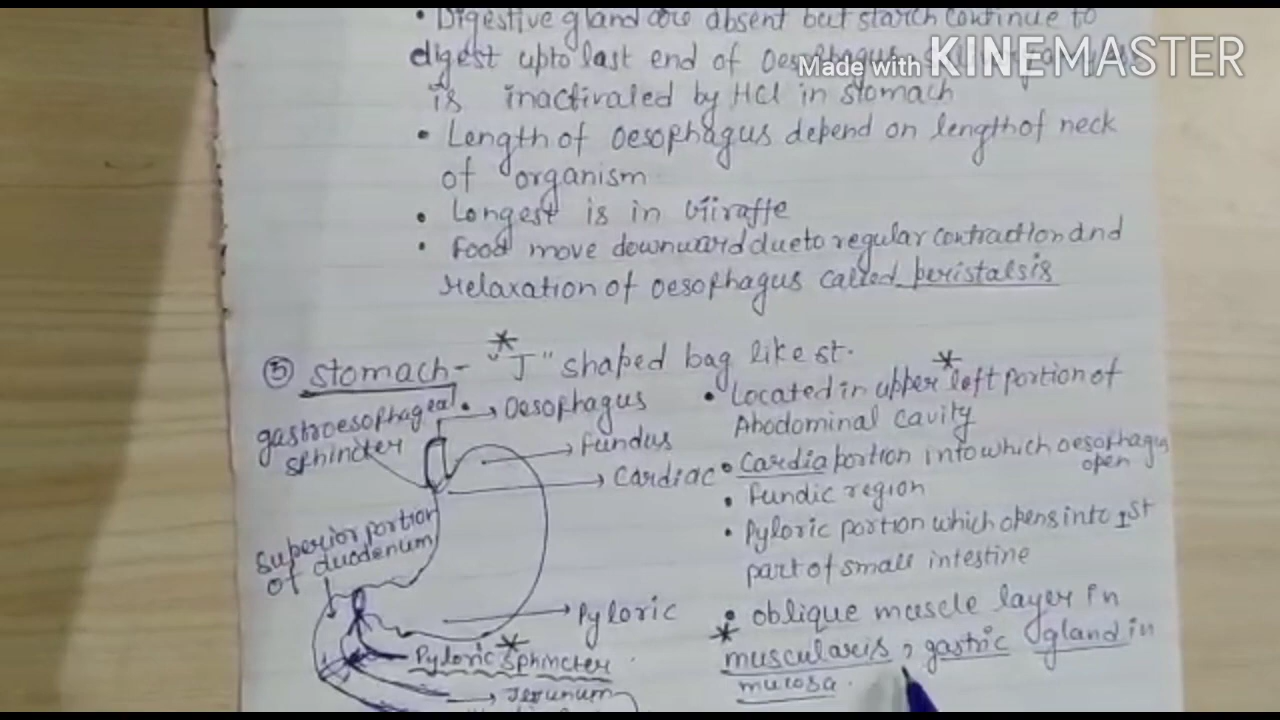 • Digestive gland are absent but starch continue to
digest upto last end of oesophagus
Made with KINEMASTER
is inactivated by HCl in stomach
• Length of oesophagus depend on length of neck
of organism
• Longest is in Giraffe
• Food move downward due to regular contraction and
relaxation of oesophagus called peristalsis
③ Stomach - "J" shaped bag like st.
gastroesophageal
sphincter
Oesophagus
Fundus
Cardiac
Superior portion
of duodenum
Pyloric
Pyloric sphincter
Jejunum
• Located in upper left portion of
Abodominal cavity
• Cardia portion into which oesophagus
open
• Fundic region
• Pyloric portion which opens into 1st
part of small intestine
• oblique muscle layer in
muscularis, gastric gland in
mucosa.